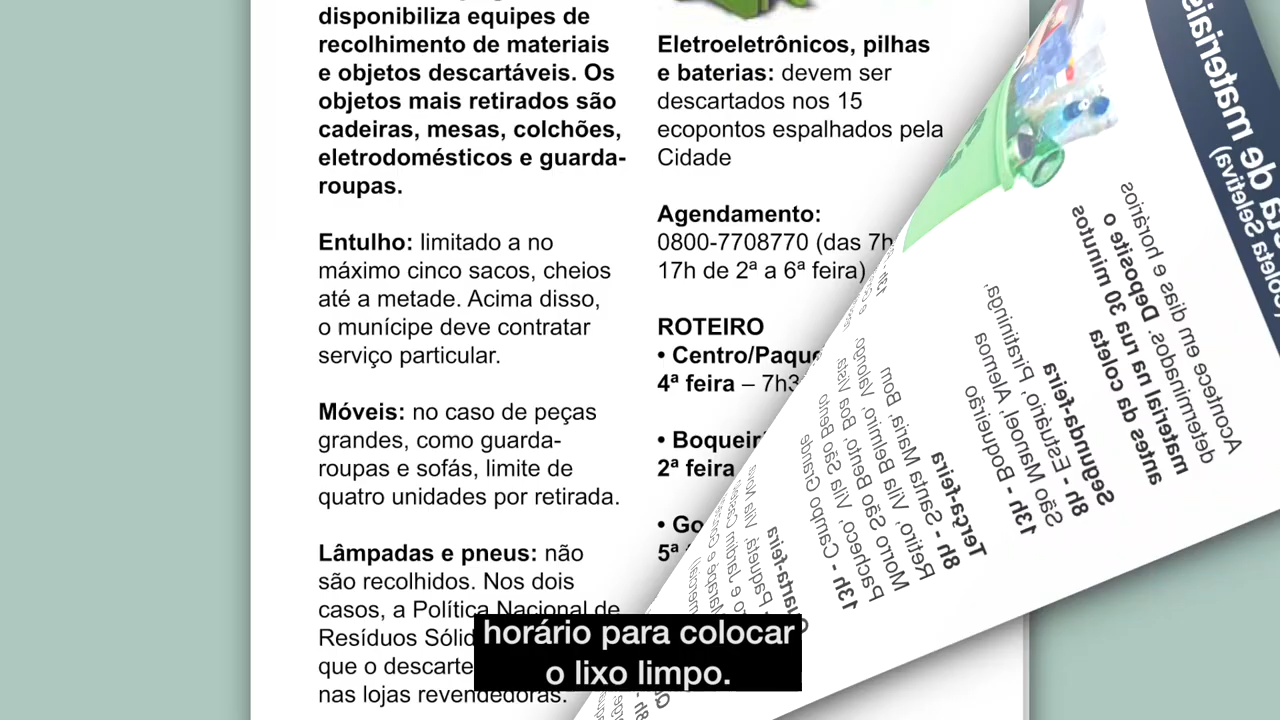 disponibiliza equipes de
recolhimento de materiais
e objetos descartáveis. Os
objetos mais retirados são
cadeiras, mesas, colchões,
eletrodomésticos e guarda-
roupas.
Entulho: limitado a no
máximo cinco sacos, cheios
até a metade. Acima disso,
o munícipe deve contratar
serviço particular.
Móveis: no caso de peças
grandes, como guarda-
roupas e sofás, limite de
quatro unidades por retirada.
Lâmpadas e pneus: não
são recolhidos. Nos dois
casos, a Política Nacional de
Resíduos
que o descarte
nas lojas revendedoras.
Eletroeletrônicos, pilhas
e baterias: devem ser
descartados nos 15
ecopontos espalhados pela
Cidade
Agendamento:
0800-7708770 (das 7h
17h de 2ª a 6ª feira)
ROTEIRO
• Centro/
4ª feira –
•
2ª feira
•
5ª
de materiais
(Coleta Seletiva)
Acontece em dias e horários
determinados. Deposite o
material na rua 30 minutos
antes da coleta
Segunda-feira
8h - Estuário, Piratininga,
São Manoel, Alemoa
13h - Boqueirão
Terça-feira
8h - Santa Maria, Bom
Retiro, Vila Belmiro, Valongo,
Morro São Bento, Boa Vista,
Pacheco, Vila São Bento
13h - Campo Grande
horário para colocar
o lixo limpo.